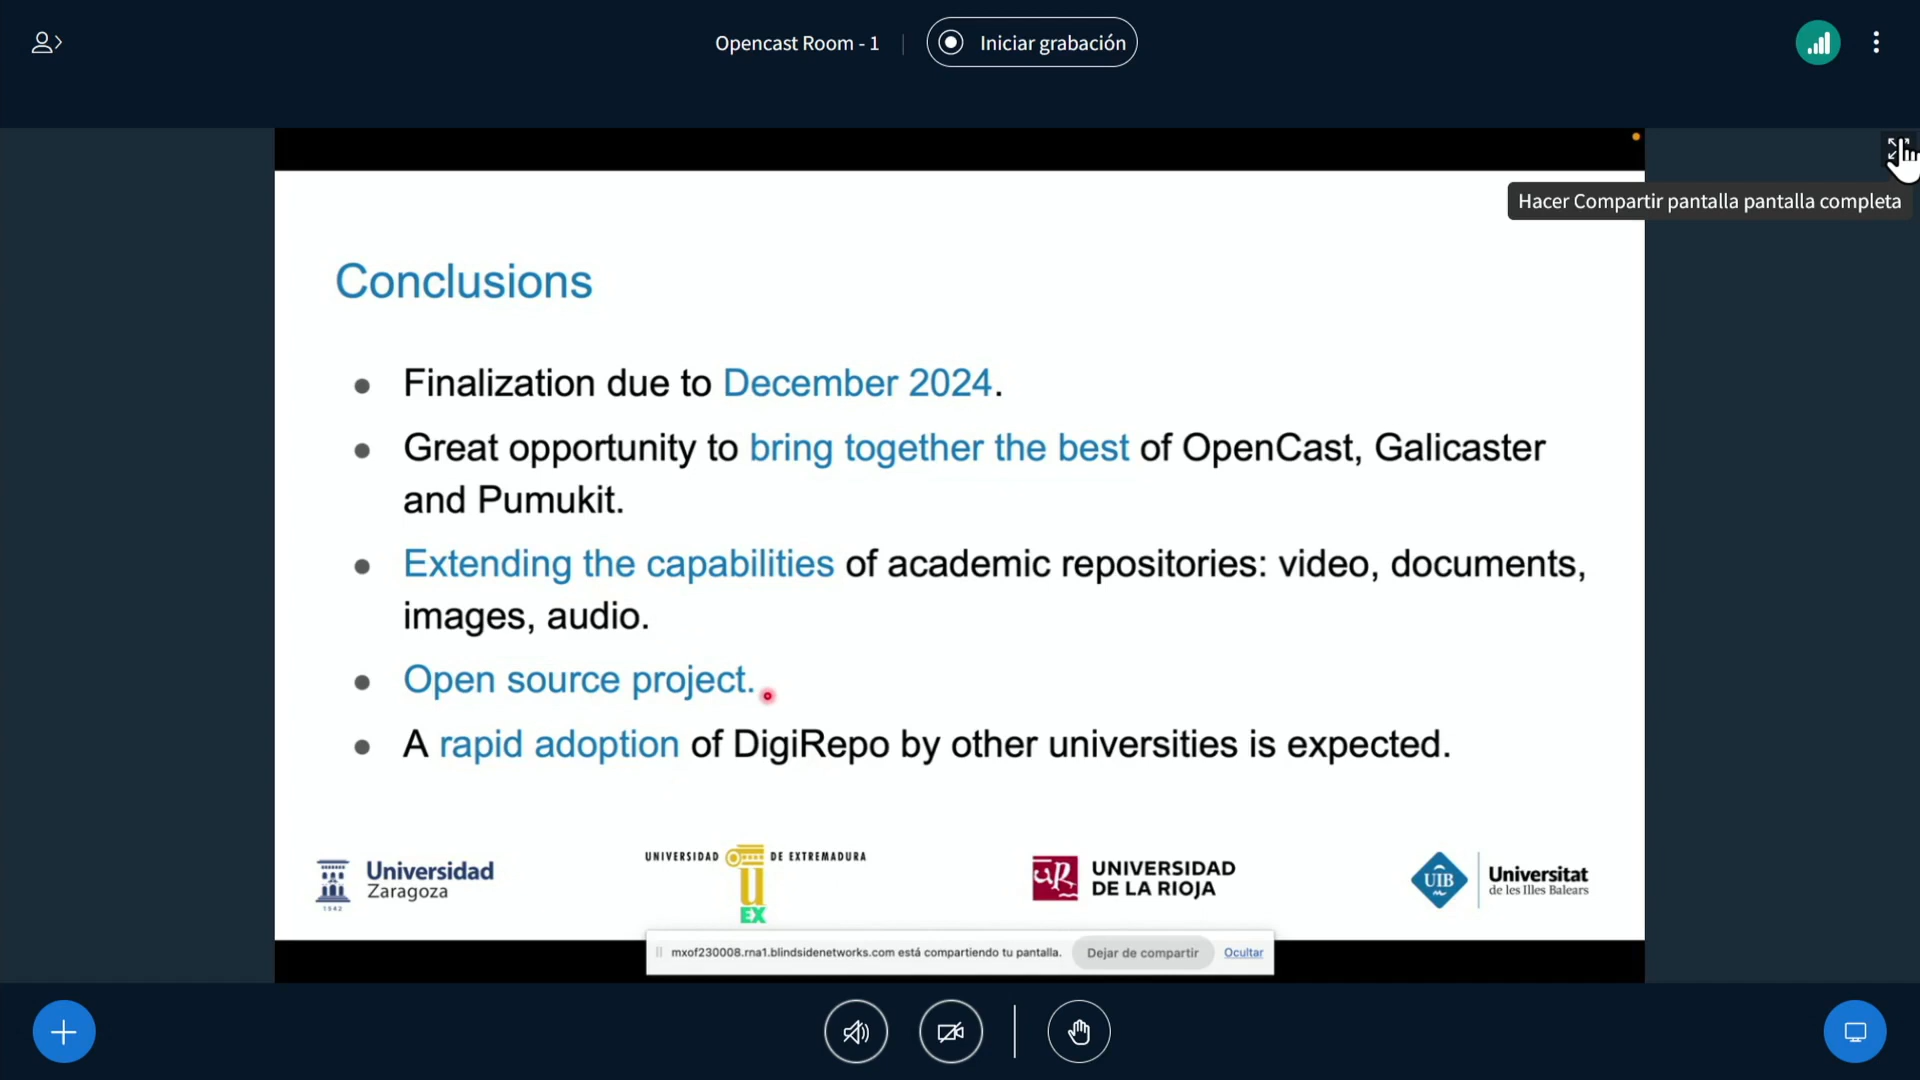 Opencast Room - 1
Iniciar grabación
Hacer Compartir pantalla pantalla completa
Conclusions
Finalization due to December 2024.
Great opportunity to bring together the best of OpenCast, Galicaster
and Pumukit.
Extending the capabilities of academic repositories: video, documents,
images, audio.
Open source project.
A rapid adoption of DigiRepo by other universities is expected.
Universidad
Zaragoza
1542
UNIVERSIDAD DE EXTREMADURA
U
EX
uR
UNIVERSIDAD
DE LA RIOJA
UIB
Universitat
de les Illes Balears
mxof230008.rna1.blindsidenetworks.com está compartiendo tu pantalla.
Dejar de compartir
Ocultar